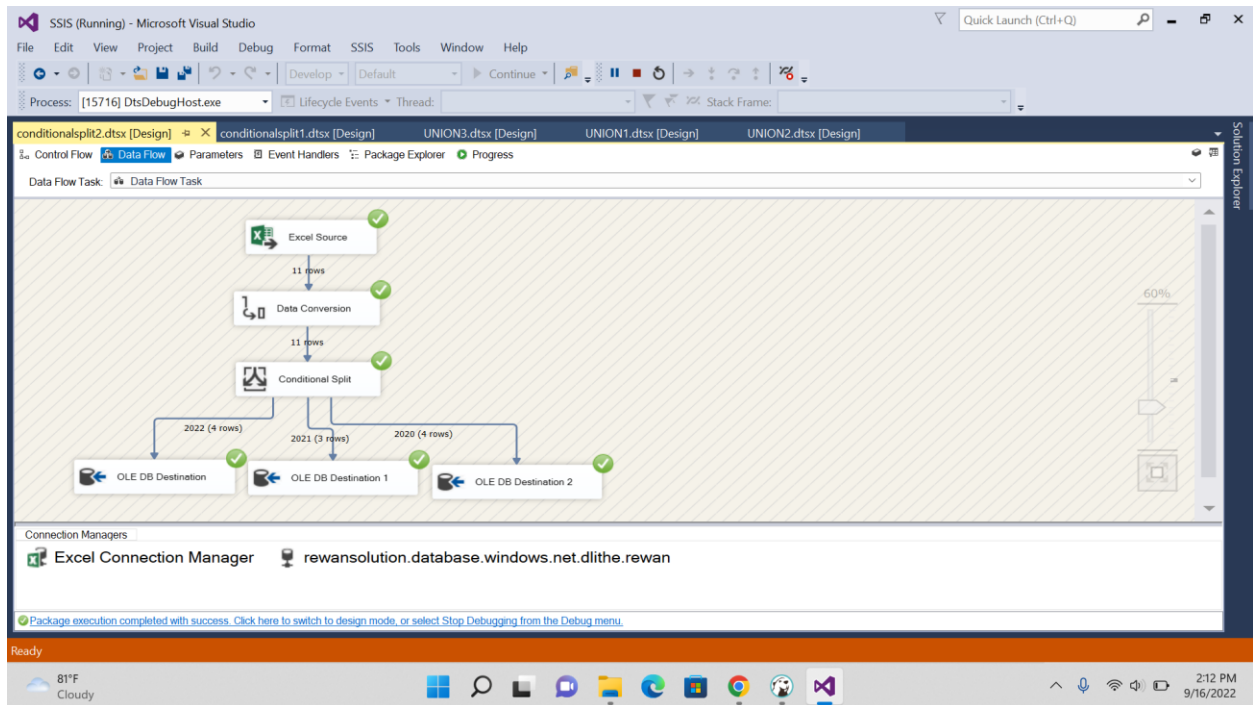 SSIS (Running) - Microsoft Visual Studio
Quick Launch (Ctrl+Q)
File Edit View Project Build Debug Format SSIS Tools Window Help
Develop Default Continue
Process: [15716] DtsDebugHost.exe Lifecycle Events Thread: Stack Frame:
conditionalsplit2.dtsx [Design] conditionalsplit1.dtsx [Design] UNION3.dtsx [Design] UNION1.dtsx [Design] UNION2.dtsx [Design]
Solution Explorer
Control Flow Data Flow Parameters Event Handlers Package Explorer Progress
Data Flow Task: Data Flow Task
Excel Source
11 rows
60%
Data Conversion
11 rows
Conditional Split
2022 (4 rows)
2021 (3 rows)
2020 (4 rows)
OLE DB Destination
OLE DB Destination 1
OLE DB Destination 2
Connection Managers
Excel Connection Manager rewansolution.database.windows.net.dlithe.rewan
Package execution completed with success. Click here to switch to design mode, or select Stop Debugging from the Debug menu.
Ready
81°F
Cloudy
2:12 PM
9/16/2022